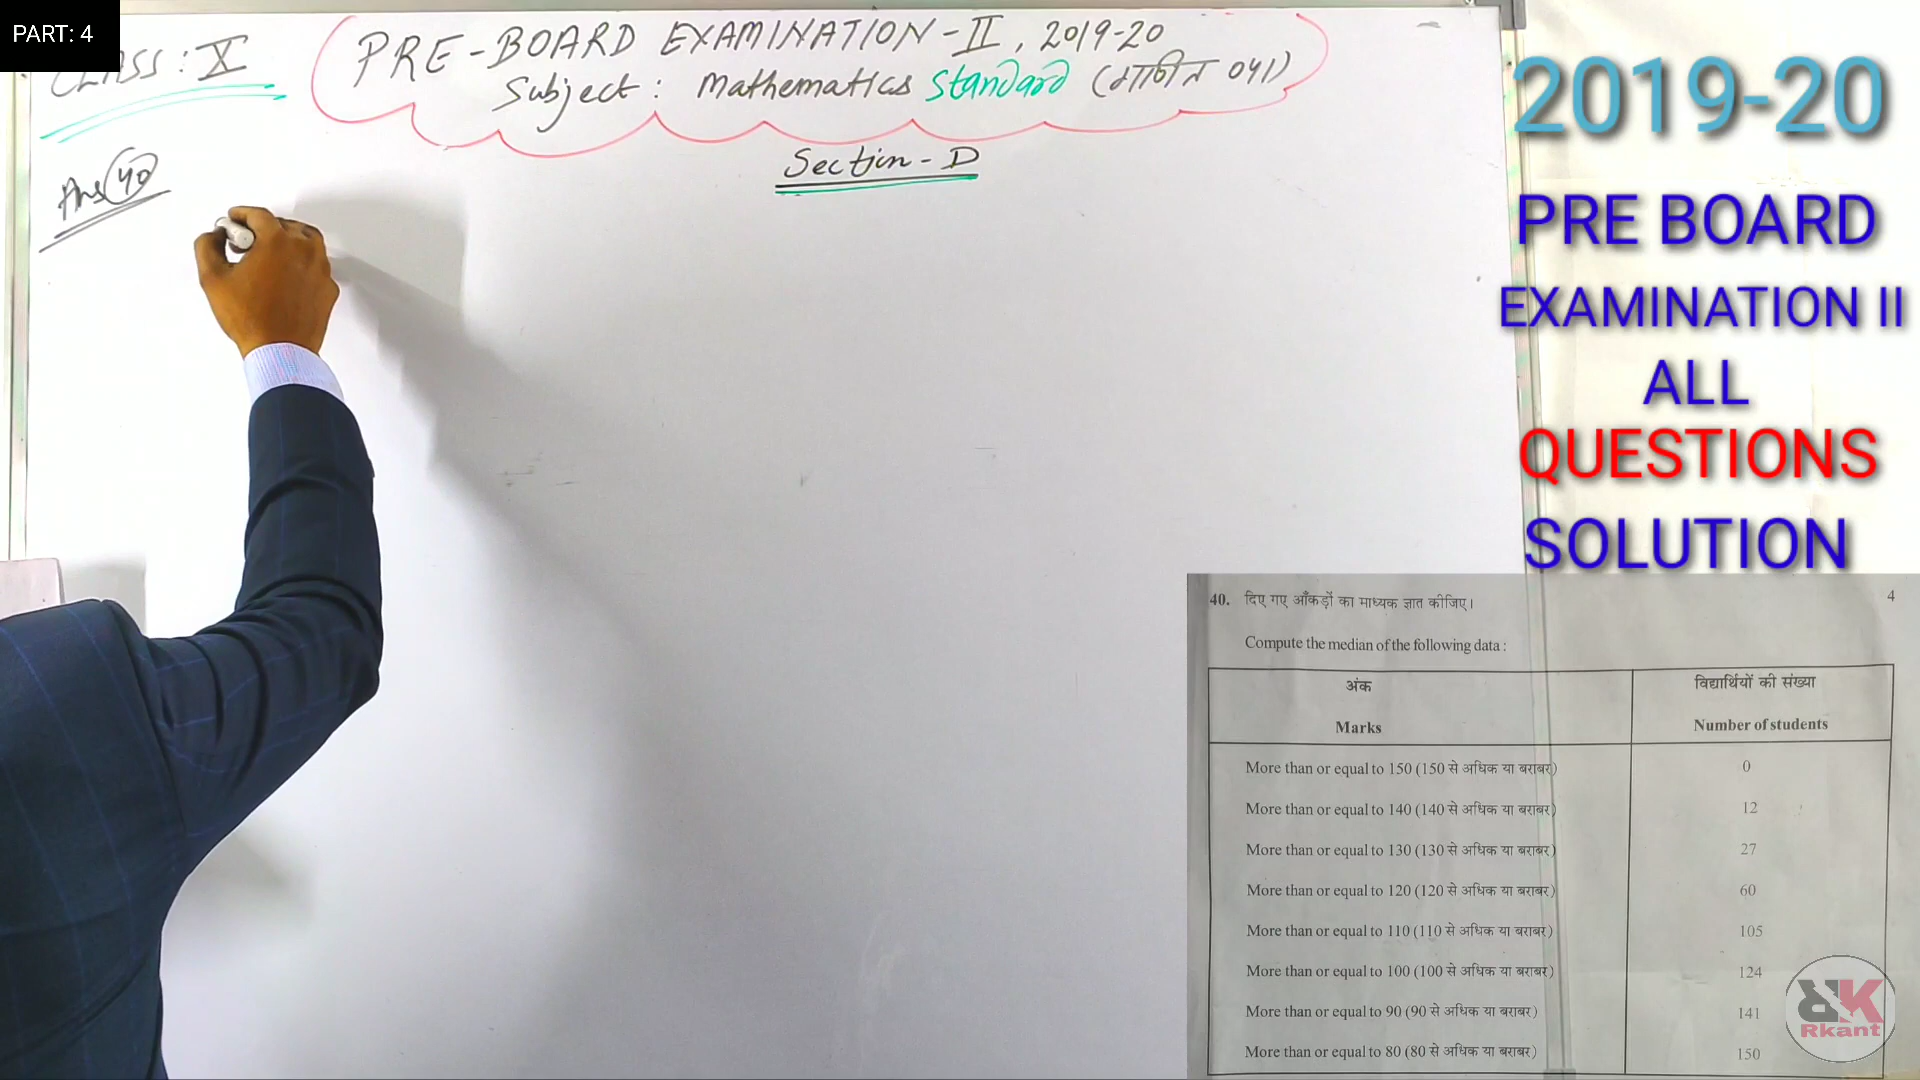 PART: 4
CLASS: X
PRE-BOARD EXAMINATION-II, 2019-20
Subject: Mathematics Standard (गणित 041)
Section-D
Ans 40
2019-20
PRE BOARD
EXAMINATION II
ALL
QUESTIONS
SOLUTION
40. दिए गए आँकड़ों का माध्यक ज्ञात कीजिए। 4
Compute the median of the following data :
अंक विद्यार्थियों की संख्या
Marks Number of students
More than or equal to 150 (150 से अधिक या बराबर) 0
More than or equal to 140 (140 से अधिक या बराबर) 12
More than or equal to 130 (130 से अधिक या बराबर) 27
More than or equal to 120 (120 से अधिक या बराबर) 60
More than or equal to 110 (110 से अधिक या बराबर) 105
More than or equal to 100 (100 से अधिक या बराबर) 124
More than or equal to 90 (90 से अधिक या बराबर) 141
More than or equal to 80 (80 से अधिक या बराबर) 150
RK
Rkant